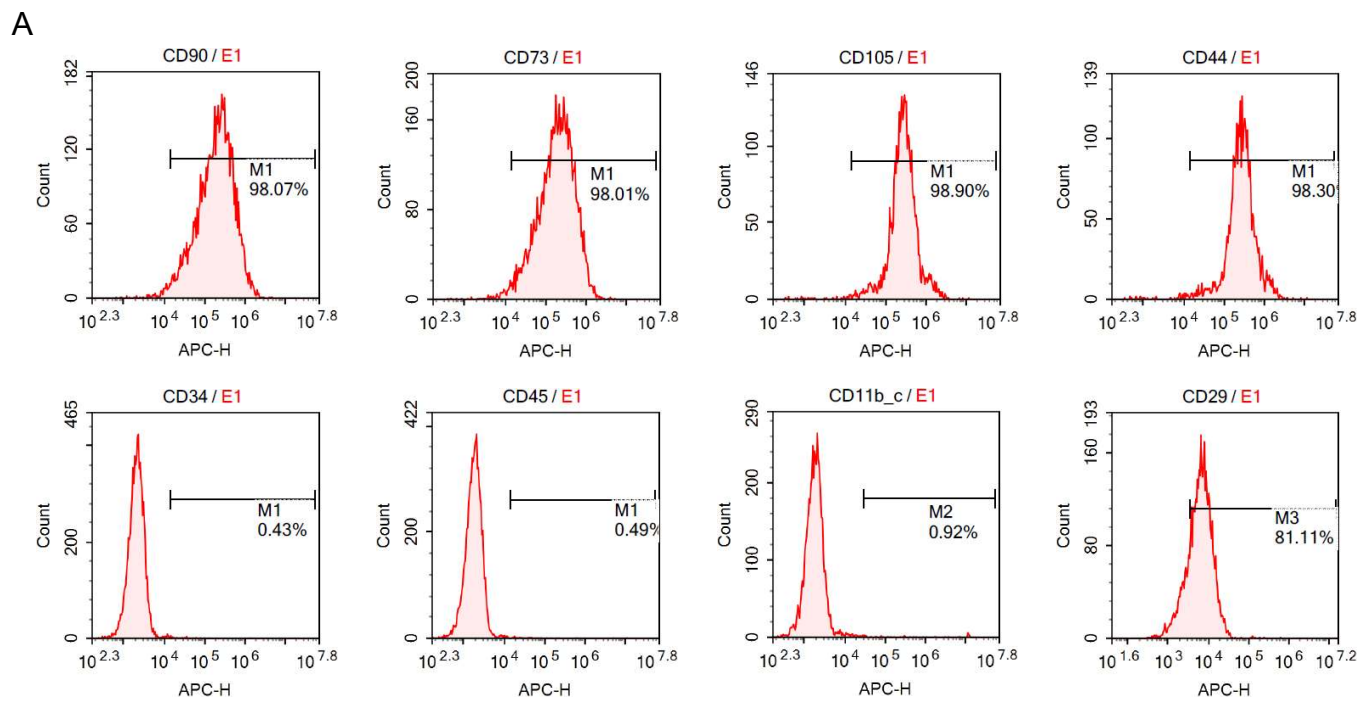 A
CD90 / E1
182
120
60
0
Count
M1
98.07%
10^2.3 10^4 10^5 10^6 10^7.8
APC-H
CD73 / E1
200
160
80
0
Count
M1
98.01%
10^2.3 10^4 10^5 10^6 10^7.8
APC-H
CD105 / E1
146
100
50
0
Count
M1
98.90%
10^2.3 10^4 10^5 10^6 10^7.8
APC-H
CD44 / E1
139
100
50
0
Count
M1
98.30
10^2.3 10^4 10^5 10^6 10^7.8
APC-H
CD34 / E1
465
200
0
Count
M1
0.43%
10^2.3 10^4 10^5 10^6 10^7.8
APC-H
CD45 / E1
422
200
0
Count
M1
0.49%
10^2.3 10^4 10^5 10^6 10^7.8
APC-H
CD11b_c / E1
290
200
100
0
Count
M2
0.92%
10^2.3 10^4 10^5 10^6 10^7.8
APC-H
CD29 / E1
193
160
80
0
Count
M3
81.11%
10^1.6 10^3 10^4 10^5 10^6 10^7.2
APC-H